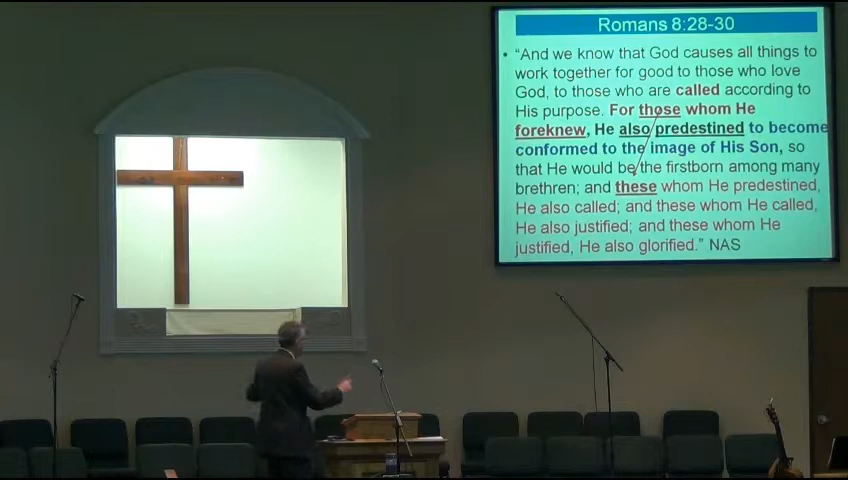 Romans 8:28-30
• “And we know that God causes all things to
work together for good to those who love
God, to those who are called according to
His purpose. For those whom He
foreknew, He also predestined to become
conformed to the image of His Son, so
that He would be the firstborn among many
brethren; and these whom He predestined,
He also called; and these whom He called,
He also justified; and these whom He
justified, He also glorified.” NAS